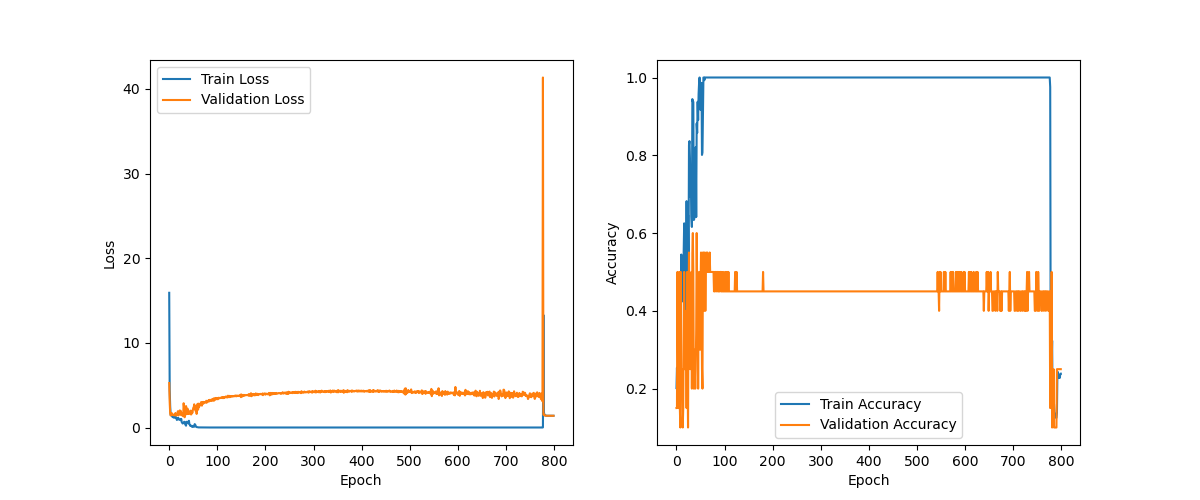 Train Loss
Validation Loss
40
30
20
10
0
Loss
0 100 200 300 400 500 600 700 800
Epoch
1.0
0.8
0.6
0.4
0.2
Accuracy
Train Accuracy
Validation Accuracy
0 100 200 300 400 500 600 700 800
Epoch